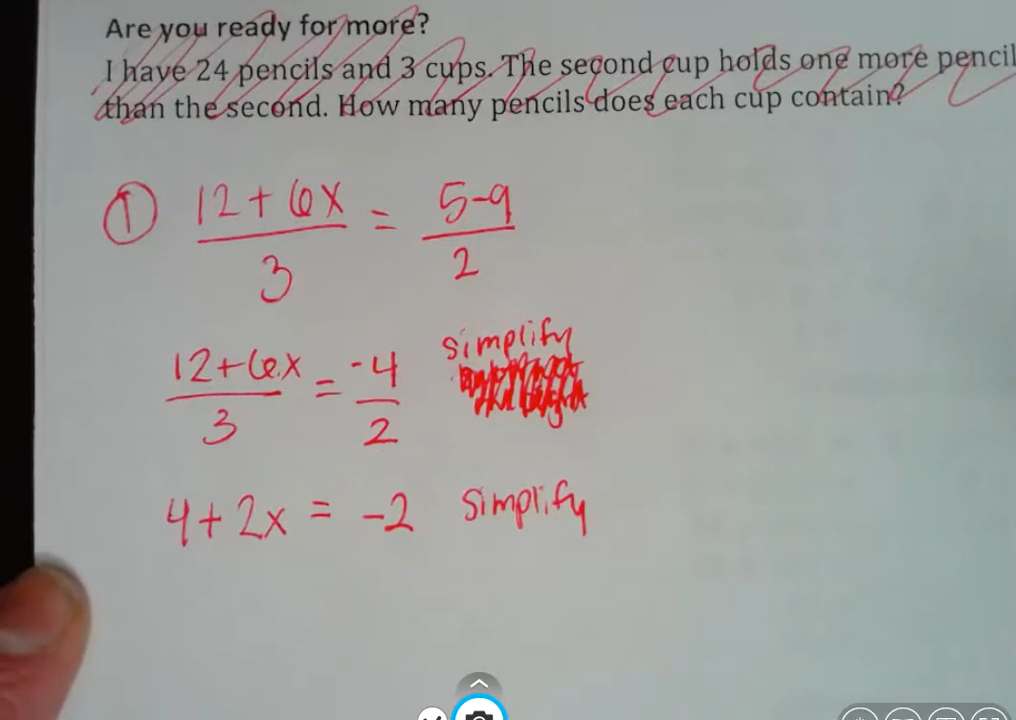 Are you ready for more?
I have 24 pencils and 3 cups. The second cup holds one more pencil
than the second. How many pencils does each cup contain?
① 12 + 6x / 3 = 5-9 / 2
12 + 6x / 3 = -4 / 2 simplify
4 + 2x = -2 simplify